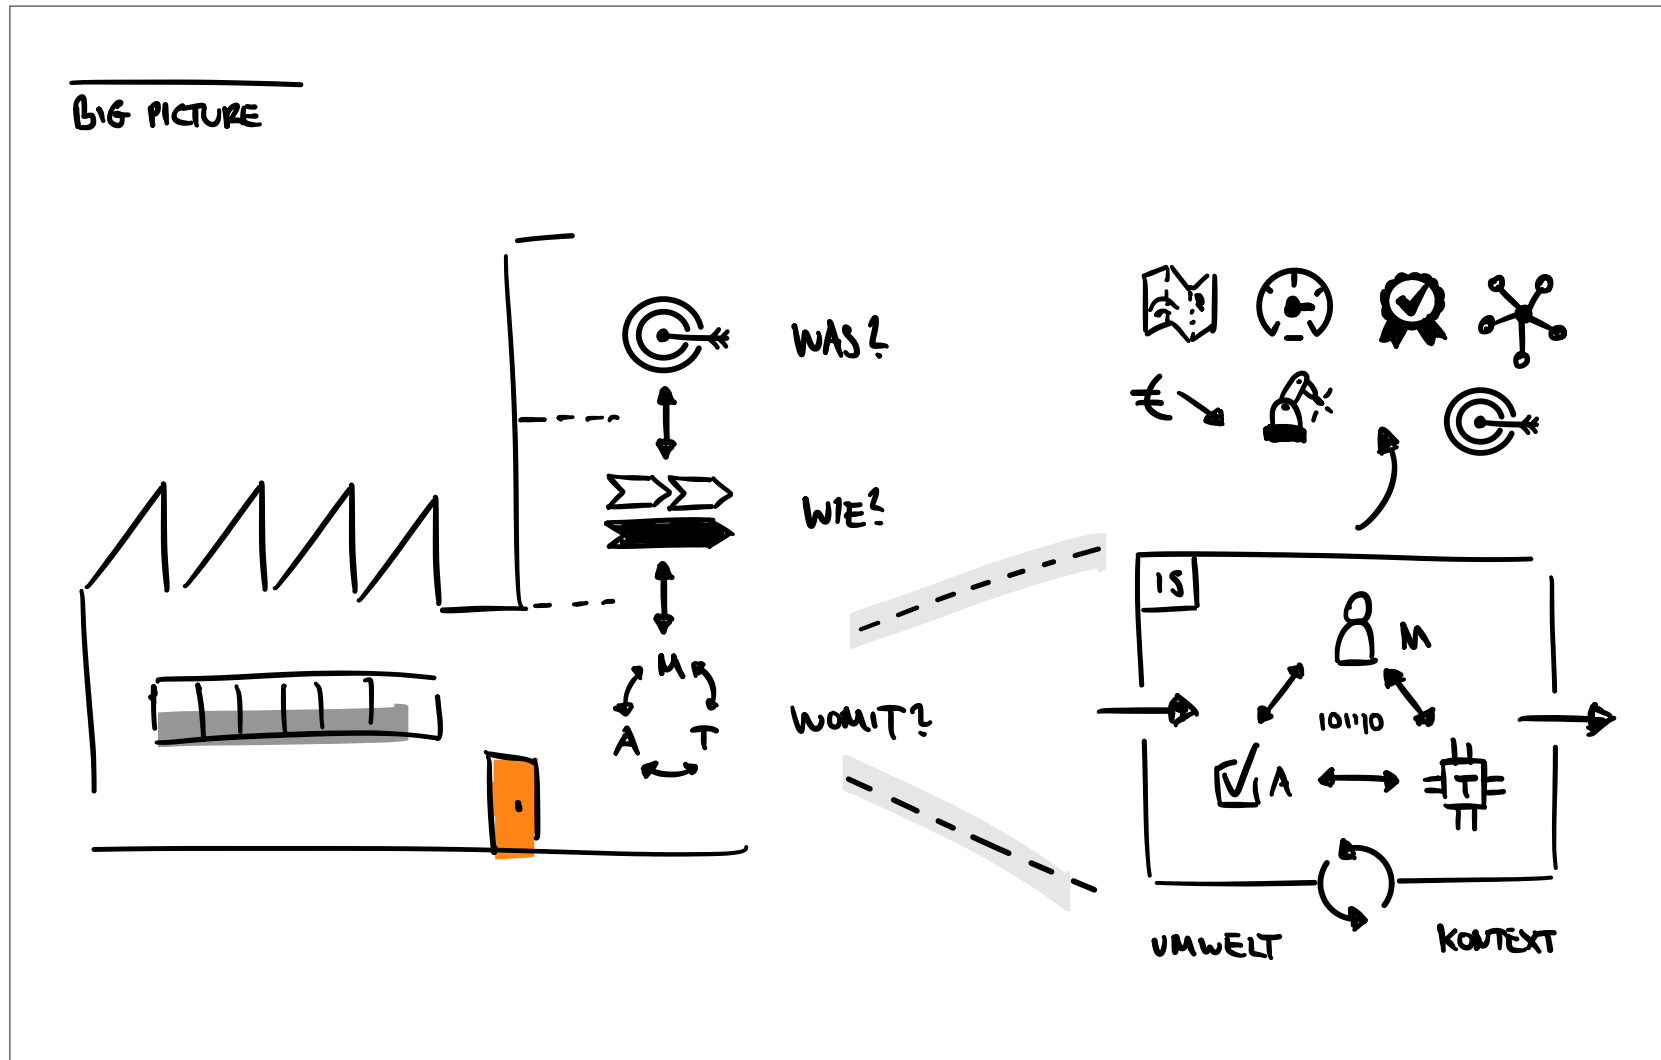 BIG PICTURE
WAS?
WIE?
M
A T
WOMIT?
€
IS
M
101110
A
T
UMWELT
KONTEXT